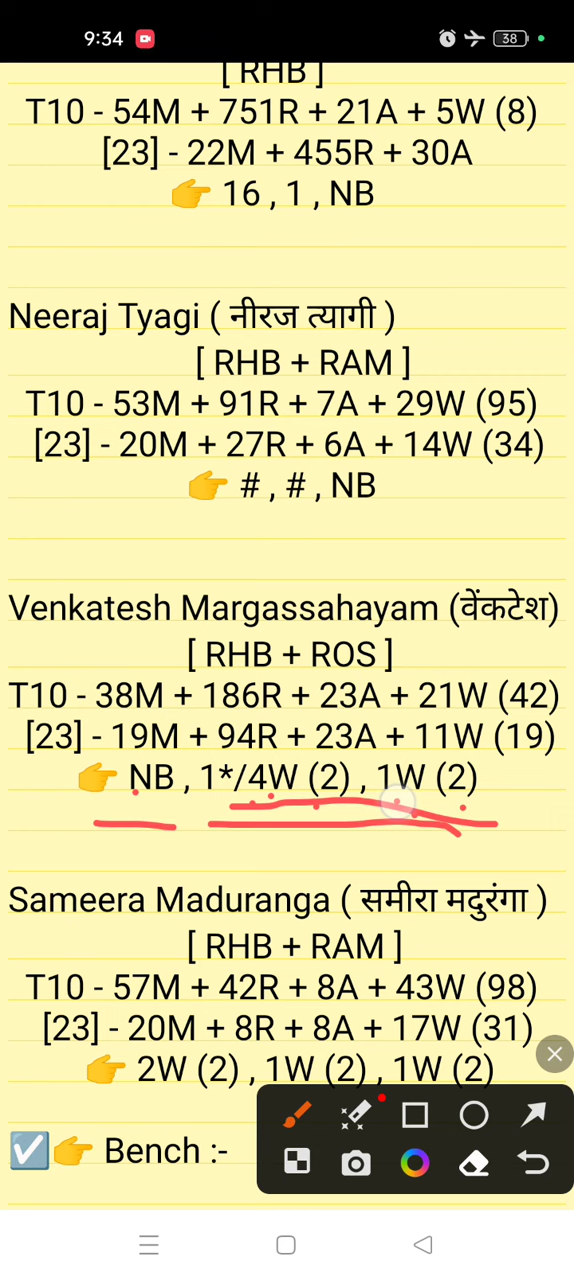 9:34
38
[ RHB ]
T10 - 54M + 751R + 21A + 5W (8)
[23] - 22M + 455R + 30A
👉 16 , 1 , NB
Neeraj Tyagi ( नीरज त्यागी )
[ RHB + RAM ]
T10 - 53M + 91R + 7A + 29W (95)
[23] - 20M + 27R + 6A + 14W (34)
👉 # , # , NB
Venkatesh Margassahayam (वेंकटेश)
[ RHB + ROS ]
T10 - 38M + 186R + 23A + 21W (42)
[23] - 19M + 94R + 23A + 11W (19)
👉 NB , 1*/4W (2) , 1W (2)
Sameera Maduranga ( समीरा मदुरंगा )
[ RHB + RAM ]
T10 - 57M + 42R + 8A + 43W (98)
[23] - 20M + 8R + 8A + 17W (31)
👉 2W (2) , 1W (2) , 1W (2)
☑️👉 Bench :-